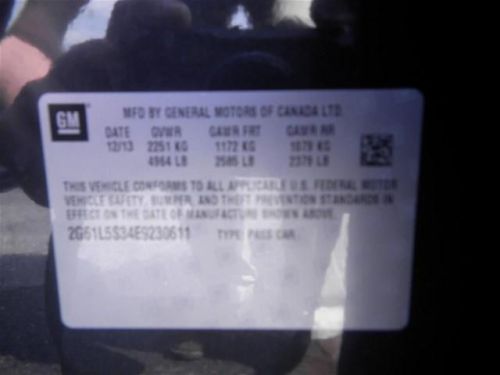 GM
MFD BY GENERAL MOTORS OF CANADA LTD.
DATE GVWR GAWR FRT GAWR RR
12/13 2251 KG 1172 KG 1079 KG
4964 LB 2585 LB 2379 LB
THIS VEHICLE CONFORMS TO ALL APPLICABLE U.S. FEDERAL MOTOR
VEHICLE SAFETY, BUMPER, AND THEFT PREVENTION STANDARDS IN
EFFECT ON THE DATE OF MANUFACTURE SHOWN ABOVE.
2G61L5S34E9230611 TYPE: PASS CAR